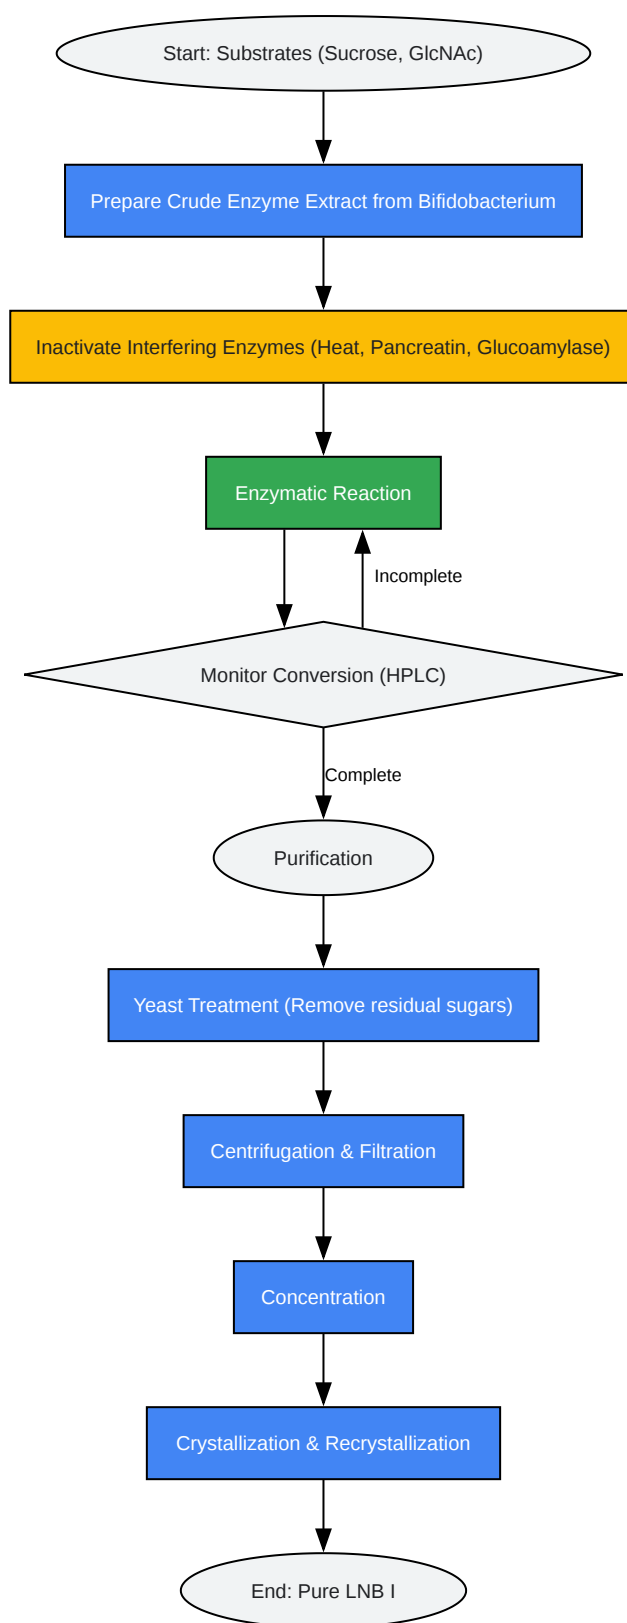 Start: Substrates (Sucrose, GlcNAc)
Prepare Crude Enzyme Extract from Bifidobacterium
Inactivate Interfering Enzymes (Heat, Pancreatin, Glucoamylase)
Enzymatic Reaction
Incomplete
Monitor Conversion (HPLC)
Complete
Purification
Yeast Treatment (Remove residual sugars)
Centrifugation & Filtration
Concentration
Crystallization & Recrystallization
End: Pure LNB I